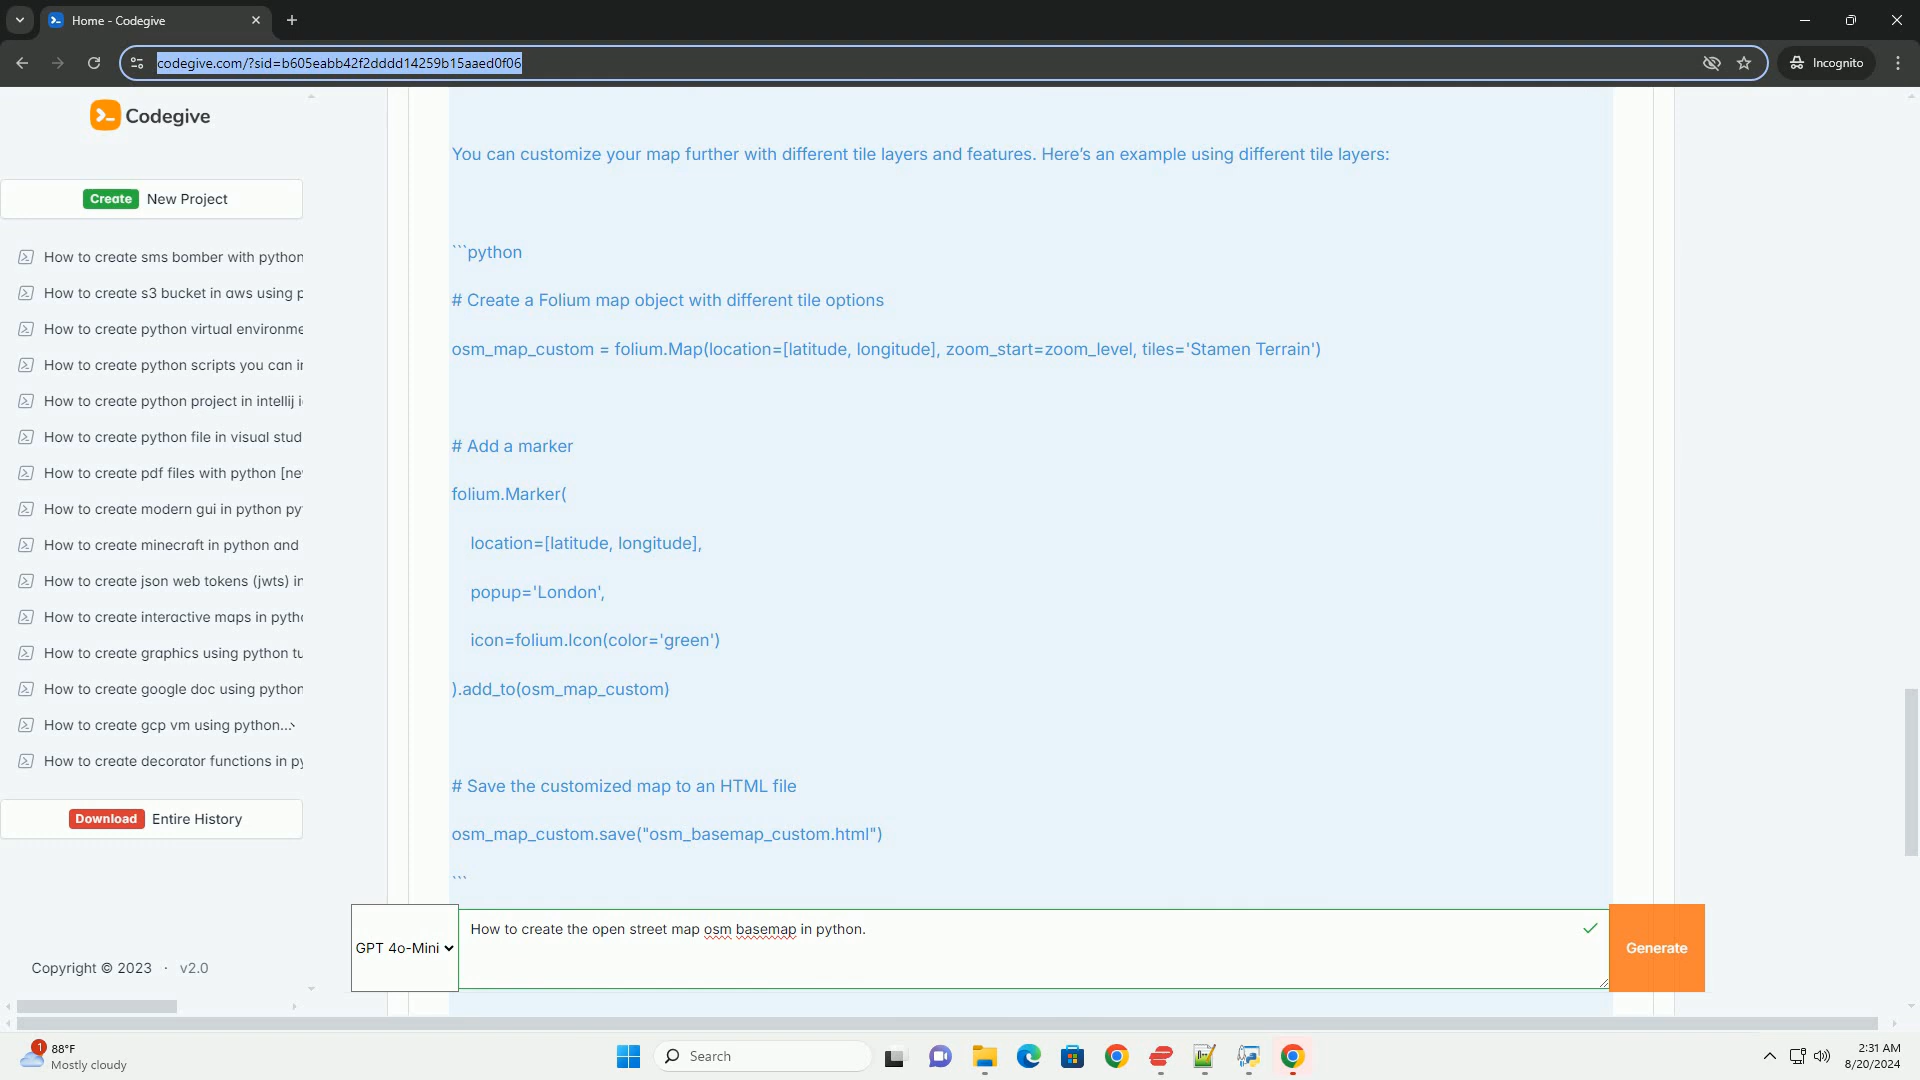 Home - Codegive
codegive.com/?sid=b605eabb42f2dddd14259b15aaed0f06
Incognito
Codegive
Create New Project
How to create sms bomber with python
How to create s3 bucket in aws using p
How to create python virtual environme
How to create python scripts you can in
How to create python project in intellij i
How to create python file in visual stud
How to create pdf files with python [ne
How to create modern gui in python py
How to create minecraft in python and
How to create json web tokens (jwts) in
How to create interactive maps in pytho
How to create graphics using python tu
How to create google doc using python
How to create gcp vm using python...
How to create decorator functions in py
Download Entire History
Copyright © 2023 · v2.0
You can customize your map further with different tile layers and features. Here’s an example using different tile layers:
```python
# Create a Folium map object with different tile options
osm_map_custom = folium.Map(location=[latitude, longitude], zoom_start=zoom_level, tiles='Stamen Terrain')
# Add a marker
folium.Marker(
location=[latitude, longitude],
popup='London',
icon=folium.Icon(color='green')
).add_to(osm_map_custom)
# Save the customized map to an HTML file
osm_map_custom.save("osm_basemap_custom.html")
```
GPT 4o-Mini
How to create the open street map osm basemap in python.
Generate
1
88°F
Mostly cloudy
Search
2:31 AM
8/20/2024